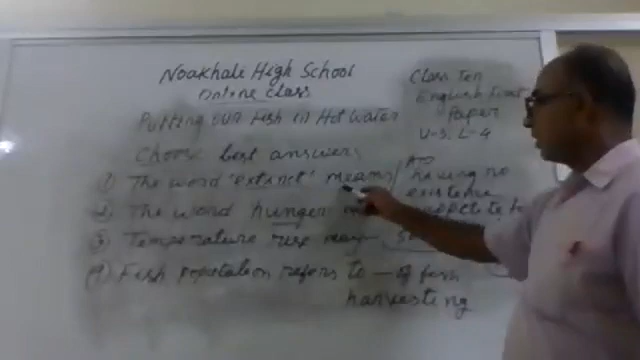 Noakhali High School
Online Class
Class Ten
English First
Paper
U-3, L-4
Putting our fish in Hot Water
Choose best answers
① The word 'extinct' means having no
existence
② The word hunger appetite
③ Temperature rise may
④ Fish population refers to — of fish
harvesting